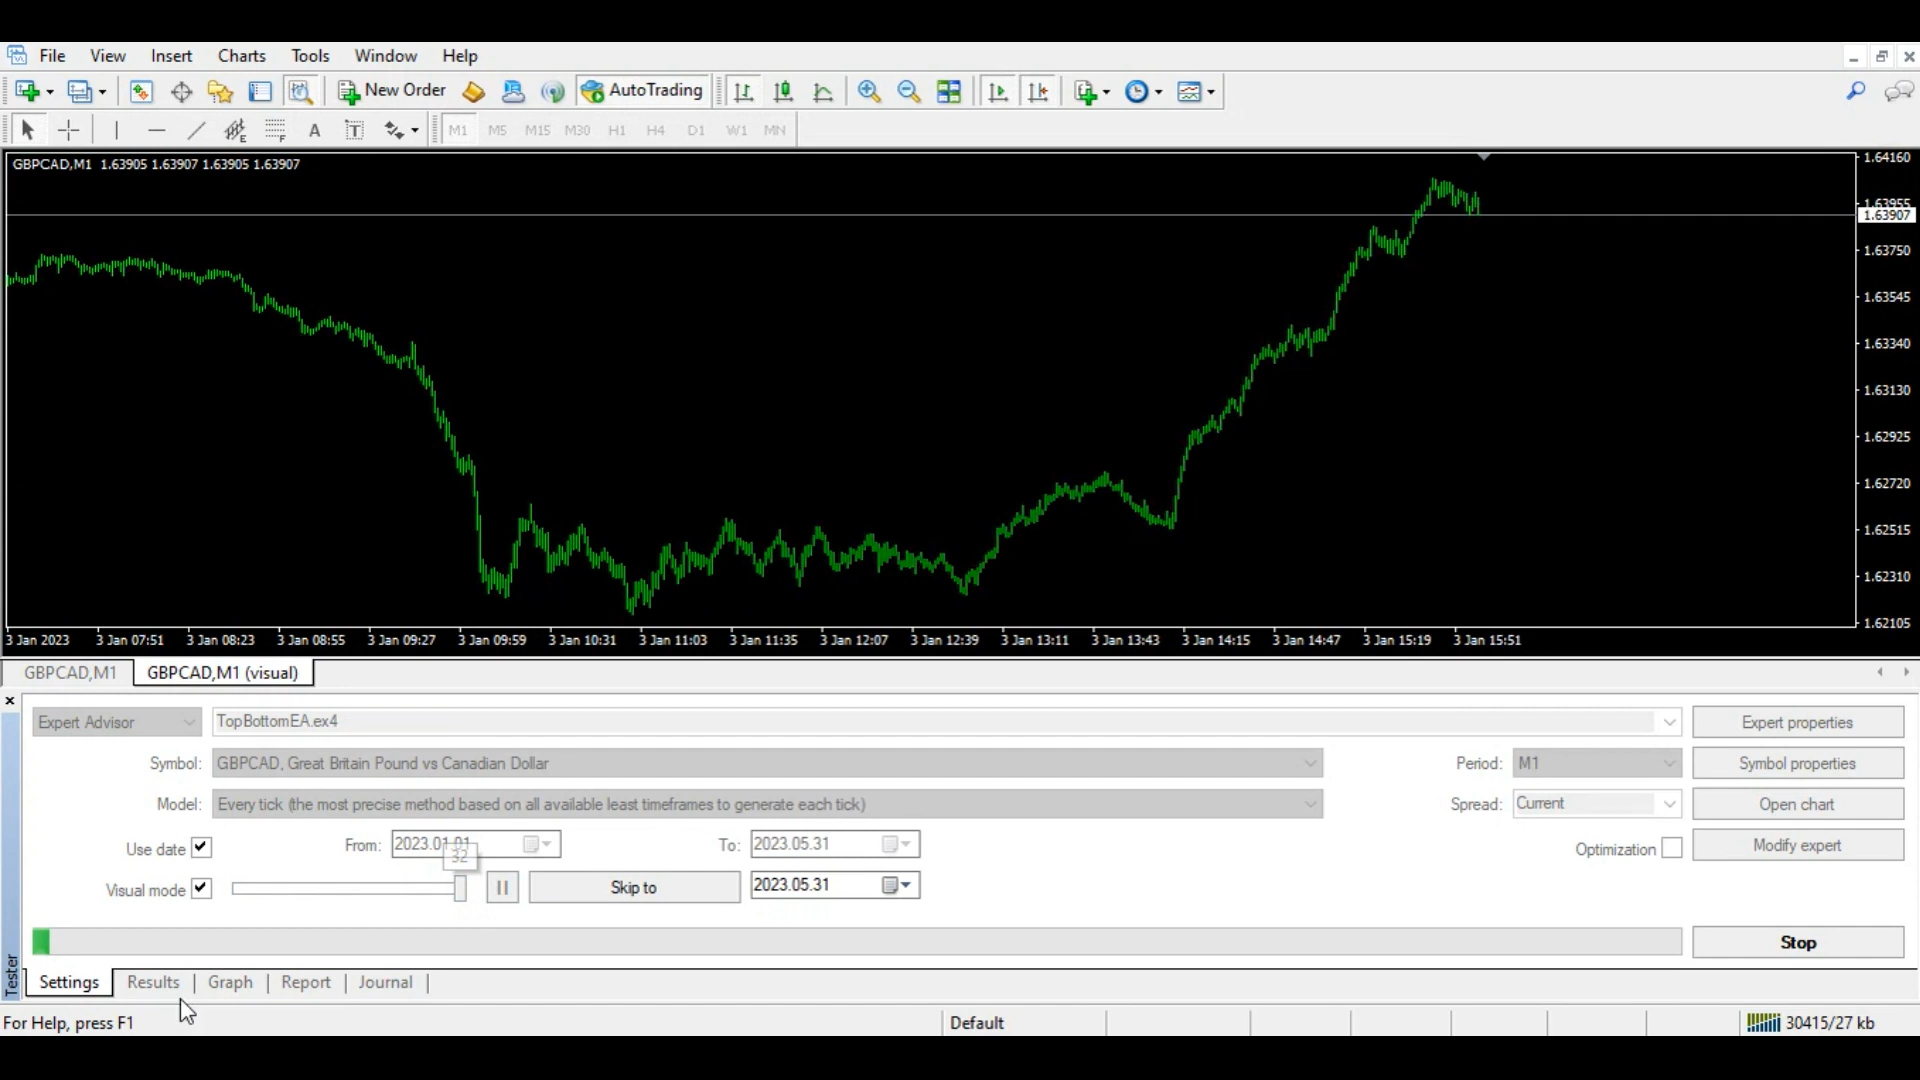 File View Insert Charts Tools Window Help
New Order AutoTrading
E F A T M1 M5 M15 M30 H1 H4 D1 W1 MN
GBPCAD,M1 1.63905 1.63907 1.63905 1.63907
1.64160
1.63955
1.63907
1.63750
1.63545
1.63340
1.63130
1.62925
1.62720
1.62515
1.62310
1.62105
3 Jan 2023 3 Jan 07:51 3 Jan 08:23 3 Jan 08:55 3 Jan 09:27 3 Jan 09:59 3 Jan 10:31 3 Jan 11:03 3 Jan 11:35 3 Jan 12:07 3 Jan 12:39 3 Jan 13:11 3 Jan 13:43 3 Jan 14:15 3 Jan 14:47 3 Jan 15:19 3 Jan 15:51
GBPCAD,M1 GBPCAD,M1 (visual)
Expert Advisor TopBottomEA.ex4 Expert properties
Symbol: GBPCAD, Great Britain Pound vs Canadian Dollar Period: M1 Symbol properties
Model: Every tick (the most precise method based on all available least timeframes to generate each tick) Spread: Current Open chart
Use date From: 2023.01.01 To: 2023.05.31 Optimization Modify expert
32
Visual mode Skip to 2023.05.31
Stop
Tester
Settings Results Graph Report Journal
For Help, press F1 Default 30415/27 kb